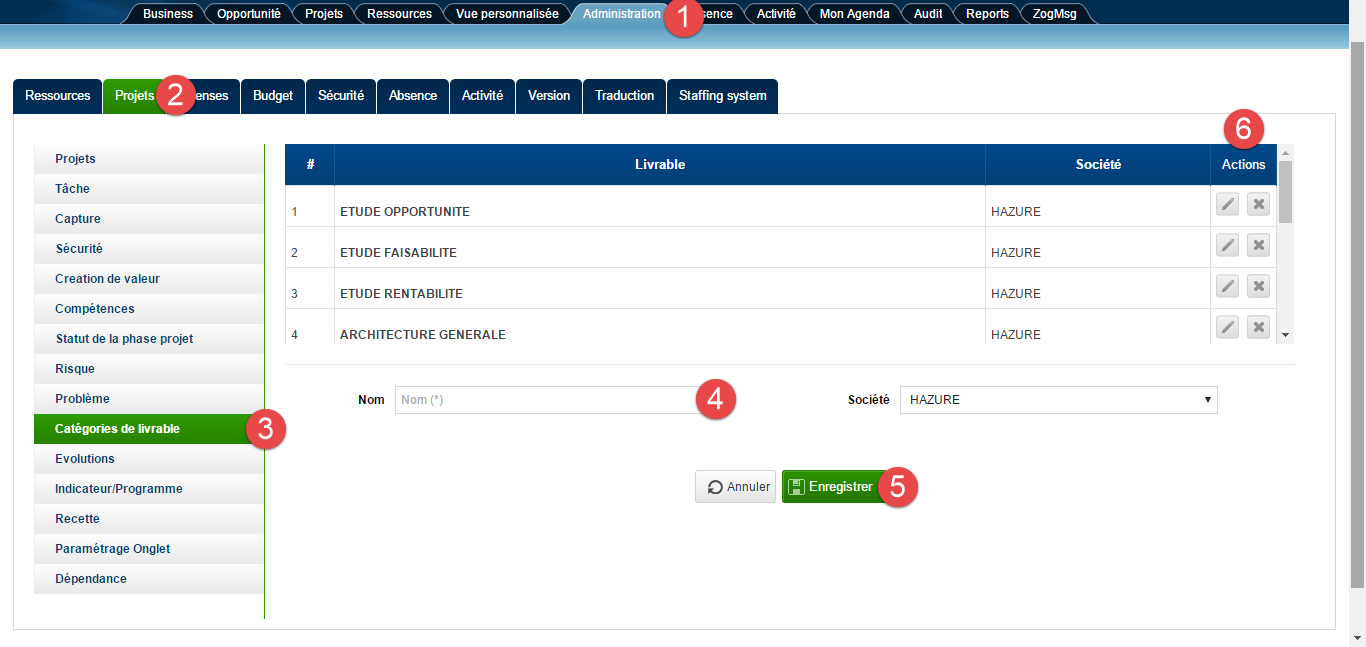 Business Opportunité Projets Ressources Vue personnalisée Administration 1 sence Activité Mon Agenda Audit Reports ZogMsg
Ressources Projets 2 enses Budget Sécurité Absence Activité Version Traduction Staffing system
6
Projets
Tâche
Capture
Sécurité
Creation de valeur
Compétences
Statut de la phase projet
Risque
Problème
Catégories de livrable 3
Evolutions
Indicateur/Programme
Recette
Paramétrage Onglet
Dépendance
# Livrable Société Actions
1 ETUDE OPPORTUNITE HAZURE
2 ETUDE FAISABILITE HAZURE
3 ETUDE RENTABILITE HAZURE
4 ARCHITECTURE GENERALE HAZURE
Nom Nom (*) 4 Société HAZURE
Annuler Enregistrer 5